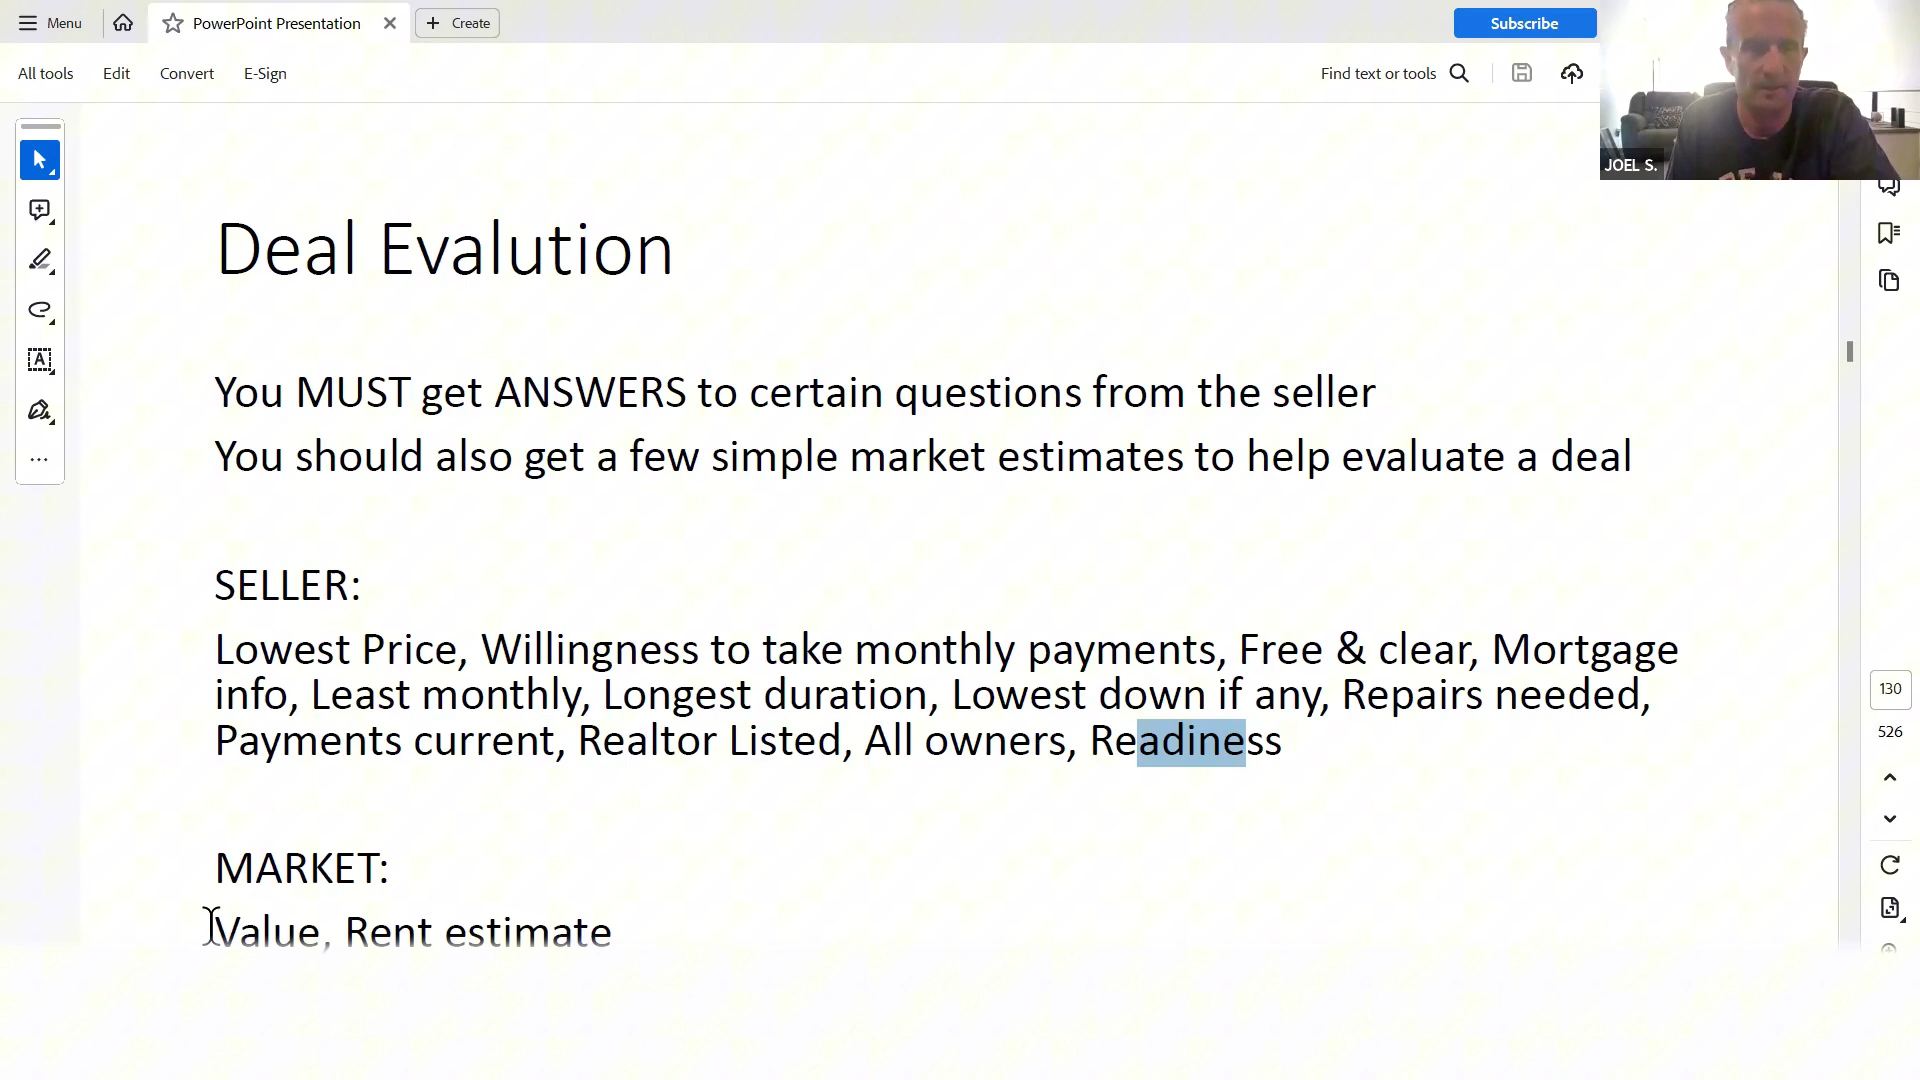 Menu
PowerPoint Presentation
Create
Subscribe
All tools
Edit
Convert
E-Sign
Find text or tools
JOEL S.
Deal Evalution
You MUST get ANSWERS to certain questions from the seller
You should also get a few simple market estimates to help evaluate a deal
SELLER:
Lowest Price, Willingness to take monthly payments, Free & clear, Mortgage
info, Least monthly, Longest duration, Lowest down if any, Repairs needed,
Payments current, Realtor Listed, All owners, Readiness
MARKET:
Value, Rent estimate
130
526